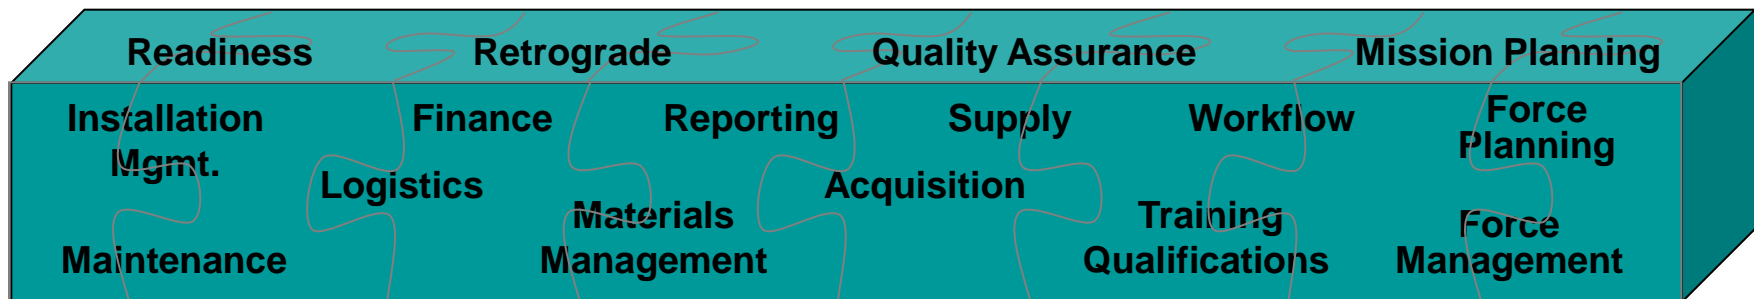 Readiness Retrograde Quality Assurance Mission Planning
Installation Mgmt.
Finance
Reporting
Supply
Workflow
Force
Planning
Logistics
Acquisition
Maintenance
Materials
Management
Training
Qualifications
Force
Management